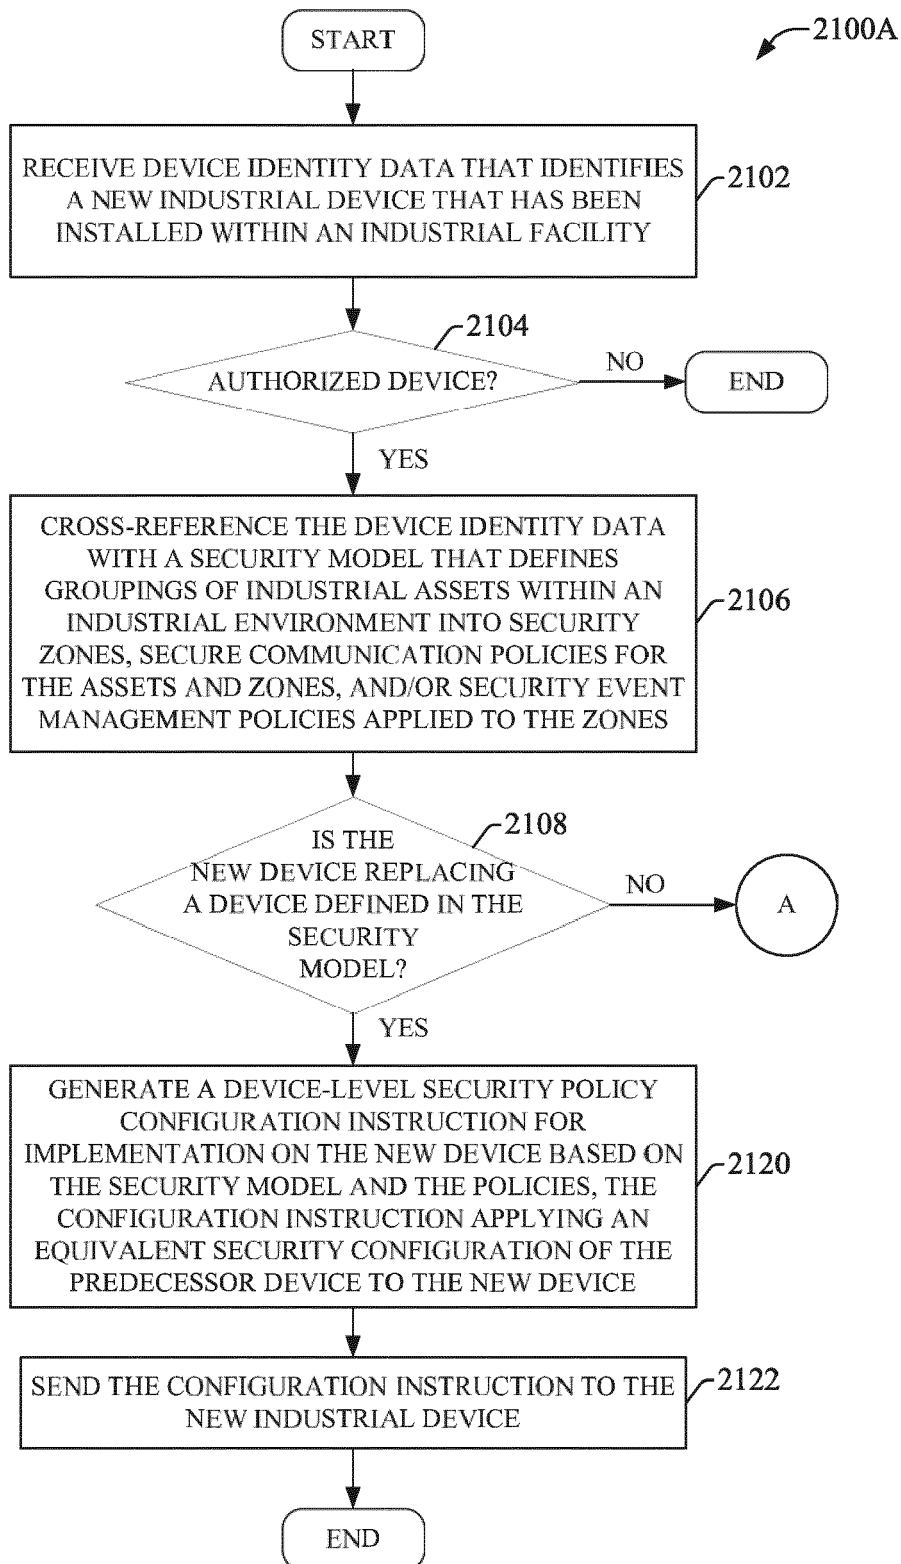 START
2100A
RECEIVE DEVICE IDENTITY DATA THAT IDENTIFIES
A NEW INDUSTRIAL DEVICE THAT HAS BEEN
INSTALLED WITHIN AN INDUSTRIAL FACILITY
2102
2104
AUTHORIZED DEVICE?
NO
END
YES
CROSS-REFERENCE THE DEVICE IDENTITY DATA
WITH A SECURITY MODEL THAT DEFINES
GROUPINGS OF INDUSTRIAL ASSETS WITHIN AN
INDUSTRIAL ENVIRONMENT INTO SECURITY
ZONES, SECURE COMMUNICATION POLICIES FOR
THE ASSETS AND ZONES, AND/OR SECURITY EVENT
MANAGEMENT POLICIES APPLIED TO THE ZONES
2106
2108
IS THE
NEW DEVICE REPLACING
A DEVICE DEFINED IN THE
SECURITY
MODEL?
NO
A
YES
GENERATE A DEVICE-LEVEL SECURITY POLICY
CONFIGURATION INSTRUCTION FOR
IMPLEMENTATION ON THE NEW DEVICE BASED ON
THE SECURITY MODEL AND THE POLICIES, THE
CONFIGURATION INSTRUCTION APPLYING AN
EQUIVALENT SECURITY CONFIGURATION OF THE
PREDECESSOR DEVICE TO THE NEW DEVICE
2120
SEND THE CONFIGURATION INSTRUCTION TO THE
NEW INDUSTRIAL DEVICE
2122
END